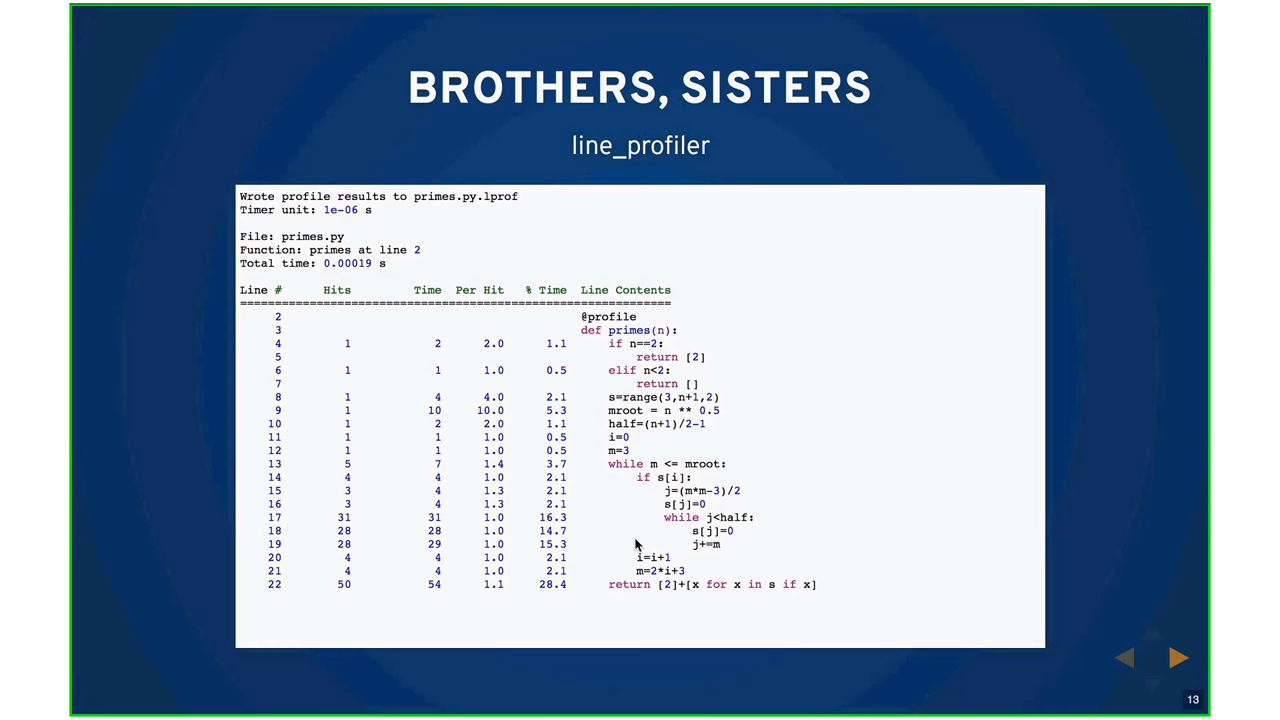 BROTHERS, SISTERS
line_profiler
Wrote profile results to primes.py.lprof
Timer unit: 1e-06 s
File: primes.py
Function: primes at line 2
Total time: 0.00019 s
Line # Hits Time Per Hit % Time Line Contents
==============================================================
2 @profile
3 def primes(n):
4 1 2 2.0 1.1 if n==2:
5 return [2]
6 1 1 1.0 0.5 elif n<2:
7 return []
8 1 4 4.0 2.1 s=range(3,n+1,2)
9 1 10 10.0 5.3 mroot = n ** 0.5
10 1 2 2.0 1.1 half=(n+1)/2-1
11 1 1 1.0 0.5 i=0
12 1 1 1.0 0.5 m=3
13 5 7 1.4 3.7 while m <= mroot:
14 4 4 1.0 2.1 if s[i]:
15 3 4 1.3 2.1 j=(m*m-3)/2
16 3 4 1.3 2.1 s[j]=0
17 31 31 1.0 16.3 while j<half:
18 28 28 1.0 14.7 s[j]=0
19 28 29 1.0 15.3 j+=m
20 4 4 1.0 2.1 i=i+1
21 4 4 1.0 2.1 m=2*i+3
22 50 54 1.1 28.4 return [2]+[x for x in s if x]
13